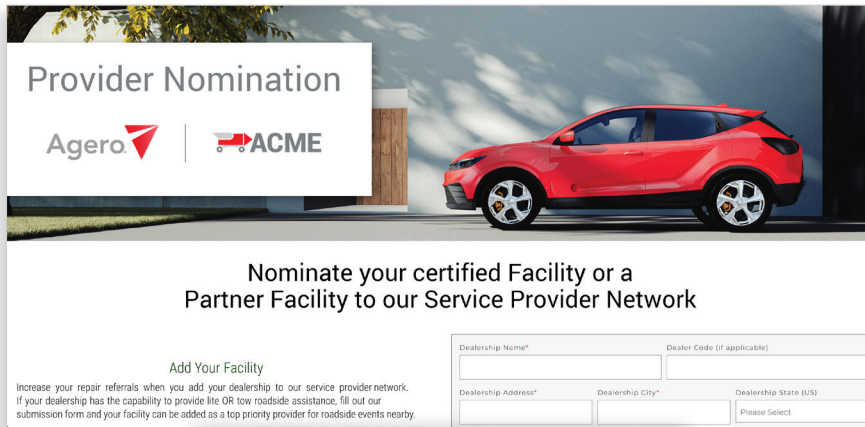 Provider Nomination
Agero
ACME
Nominate your certified Facility or a
Partner Facility to our Service Provider Network
Add Your Facility
Increase your repair referrals when you add your dealership to our service provider network.
If your dealership has the capability to provide lite OR tow roadside assistance, fill out our
submission form and your facility can be added as a top priority provider for roadside events nearby.
Dealership Name*
Dealer Code (if applicable)
Dealership Address*
Dealership City*
Dealership State (US)
Please Select